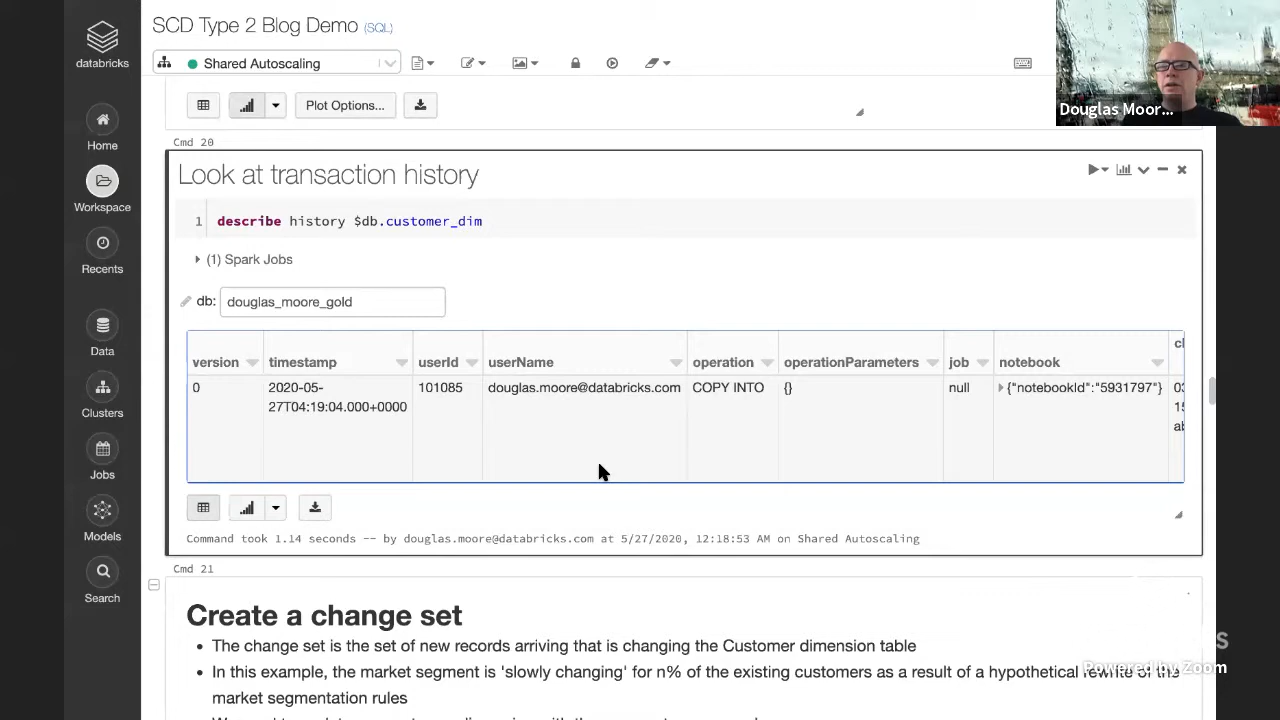 SCD Type 2 Blog Demo (SQL)
databricks
Shared Autoscaling
Douglas Moor...
Plot Options...
Home
Cmd 20
Look at transaction history
Workspace
1 describe history $db.customer_dim
(1) Spark Jobs
Recents
db: douglas_moore_gold
Data
version timestamp userId userName operation operationParameters job notebook cl
0 2020-05-27T04:19:04.000+0000 101085 douglas.moore@databricks.com COPY INTO {} null {"notebookId":"5931797"} 03
Clusters
Jobs
Models
Command took 1.14 seconds -- by douglas.moore@databricks.com at 5/27/2020, 12:18:53 AM on Shared Autoscaling
Cmd 21
Search
Create a change set
The change set is the set of new records arriving that is changing the Customer dimension table
Powered by Zoom
In this example, the market segment is 'slowly changing' for n% of the existing customers as a result of a hypothetical rewrite of the
market segmentation rules